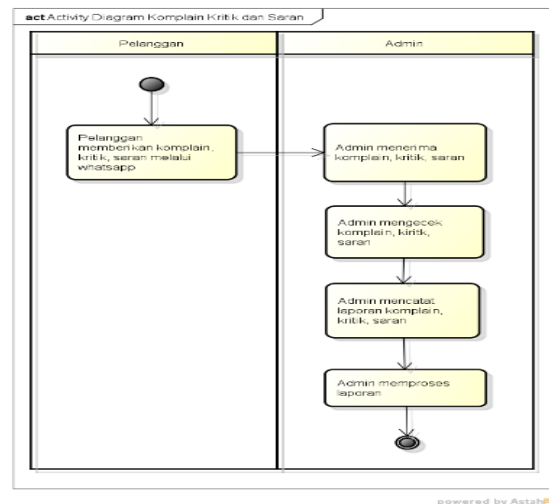 act Activity Diagram Komplain Kritik dan Saran
Pelanggan
Admin
Pelanggan
memberikan komplain,
kritik, saran melalui
whatsapp
Admin menerima
komplain, kritik, saran
Admin mengecek
komplain, kiritk,
saran
Admin mencatat
laporan komplain,
kritik, saran
Admin memproses
laporan
powered by Astah